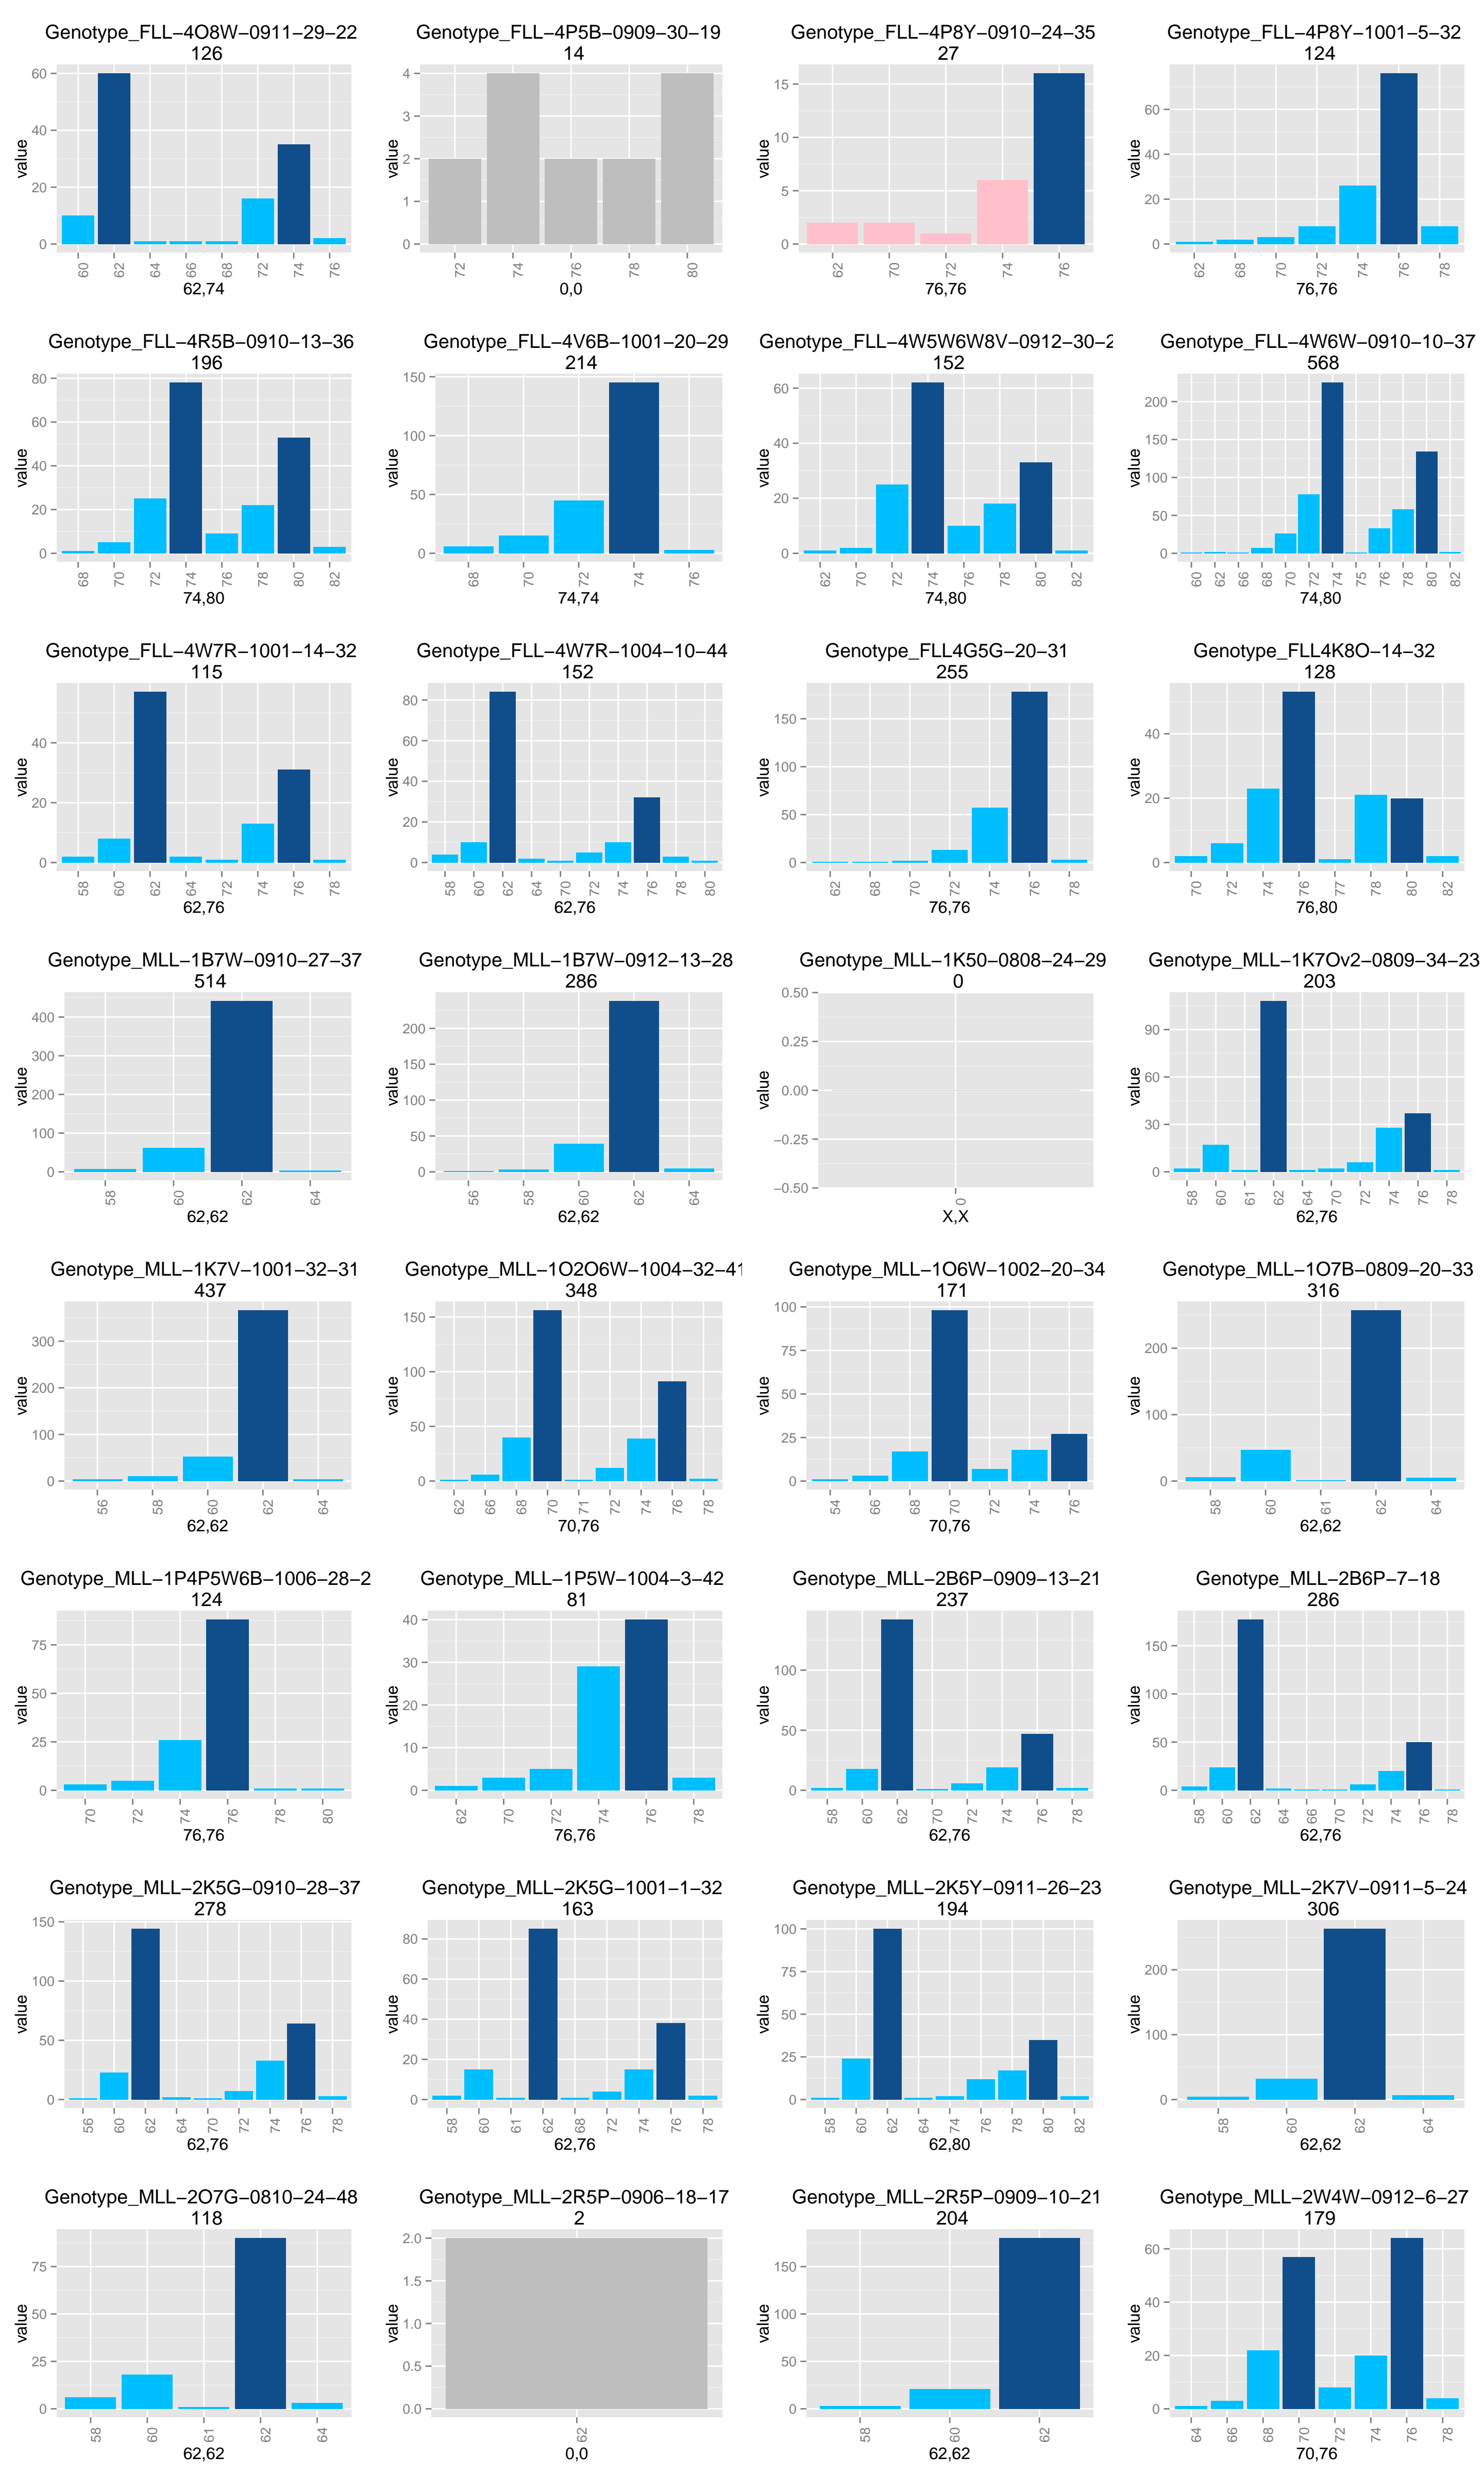 Genotype_FLL−4O8W−0911−29−22
126
60
40
20
0
value
60 62 64 66 68 72 74 76
62,74
Genotype_FLL−4P5B−0909−30−19
14
4
3
2
1
0
value
72 74 76 78 80
0,0
Genotype_FLL−4P8Y−0910−24−35
27
15
10
5
0
value
62 70 72 74 76
76,76
Genotype_FLL−4P8Y−1001−5−32
124
60
40
20
0
value
62 68 70 72 74 76 78
76,76
Genotype_FLL−4R5B−0910−13−36
196
80
60
40
20
0
value
68 70 72 74 76 78 80 82
74,80
Genotype_FLL−4V6B−1001−20−29
214
150
100
50
0
value
68 70 72 74 76
74,74
Genotype_FLL−4W5W6W8V−0912−30−2
152
60
40
20
0
value
62 70 72 74 76 78 80 82
74,80
Genotype_FLL−4W6W−0910−10−37
568
200
150
100
50
0
value
60 62 66 68 70 72 74 75 76 78 80 82
74,80
Genotype_FLL−4W7R−1001−14−32
115
40
20
0
value
58 60 62 64 72 74 76 78
62,76
Genotype_FLL−4W7R−1004−10−44
152
80
60
40
20
0
value
58 60 62 64 70 72 74 76 78 80
62,76
Genotype_FLL4G5G−20−31
255
150
100
50
0
value
62 68 70 72 74 76 78
76,76
Genotype_FLL4K8O−14−32
128
40
20
0
value
70 72 74 76 77 78 80 82
76,80
Genotype_MLL−1B7W−0910−27−37
514
400
300
200
100
0
value
58 60 62 64
62,62
Genotype_MLL−1B7W−0912−13−28
286
200
150
100
50
0
value
56 58 60 62 64
62,62
Genotype_MLL−1K50−0808−24−29
0
0.50
0.25
0.00
−0.25
−0.50
value
0
X,X
Genotype_MLL−1K7Ov2−0809−34−23
203
90
60
30
0
value
58 60 61 62 64 70 72 74 76 78
62,76
Genotype_MLL−1K7V−1001−32−31
437
300
200
100
0
value
56 58 60 62 64
62,62
Genotype_MLL−1O2O6W−1004−32−41
348
150
100
50
0
value
62 66 68 70 71 72 74 76 78
70,76
Genotype_MLL−1O6W−1002−20−34
171
100
75
50
25
0
value
54 66 68 70 72 74 76
70,76
Genotype_MLL−1O7B−0809−20−33
316
200
100
0
value
58 60 61 62 64
62,62
Genotype_MLL−1P4P5W6B−1006−28−2
124
75
50
25
0
value
70 72 74 76 78 80
76,76
Genotype_MLL−1P5W−1004−3−42
81
40
30
20
10
0
value
62 70 72 74 76 78
76,76
Genotype_MLL−2B6P−0909−13−21
237
100
50
0
value
58 60 62 70 72 74 76 78
62,76
Genotype_MLL−2B6P−7−18
286
150
100
50
0
value
58 60 62 64 66 70 72 74 76 78
62,76
Genotype_MLL−2K5G−0910−28−37
278
150
100
50
0
value
56 60 62 64 70 72 74 76 78
62,76
Genotype_MLL−2K5G−1001−1−32
163
80
60
40
20
0
value
58 60 61 62 68 72 74 76 78
62,76
Genotype_MLL−2K5Y−0911−26−23
194
100
75
50
25
0
value
58 60 62 64 74 76 78 80 82
62,80
Genotype_MLL−2K7V−0911−5−24
306
200
100
0
value
58 60 62 64
62,62
Genotype_MLL−2O7G−0810−24−48
118
75
50
25
0
value
58 60 61 62 64
62,62
Genotype_MLL−2R5P−0906−18−17
2
2.0
1.5
1.0
0.5
0.0
value
62
0,0
Genotype_MLL−2R5P−0909−10−21
204
150
100
50
0
value
58 60 62
62,62
Genotype_MLL−2W4W−0912−6−27
179
60
40
20
0
value
64 66 68 70 72 74 76 78
70,76